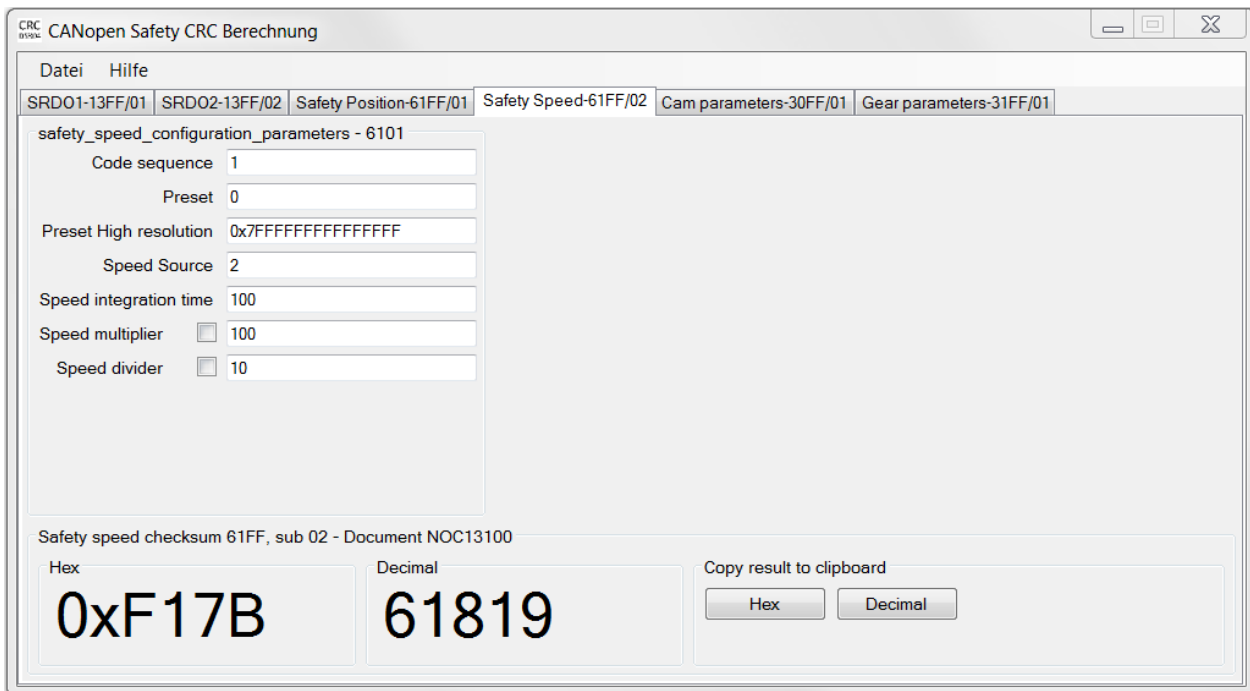 CRC CANopen Safety CRC Berechnung
Datei Hilfe
SRDO1-13FF/01 SRDO2-13FF/02 Safety Position-61FF/01 Safety Speed-61FF/02 Cam parameters-30FF/01 Gear parameters-31FF/01
safety_speed_configuration_parameters - 6101
Code sequence 1
Preset 0
Preset High resolution 0x7FFFFFFFFFFFFFFF
Speed Source 2
Speed integration time 100
Speed multiplier 100
Speed divider 10
Safety speed checksum 61FF, sub 02 - Document NOC13100
Hex Decimal Copy result to clipboard
0xF17B 61819 Hex Decimal